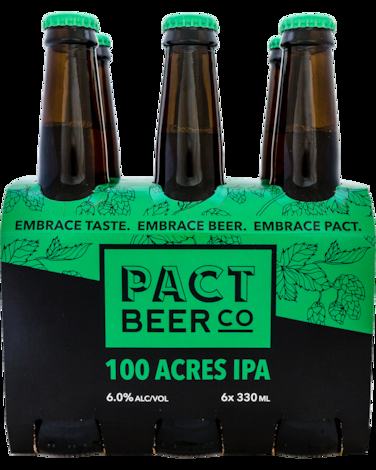 EMBRACE TASTE. EMBRACE BEER. EMBRACE PACT.
PACT
BEER CO
100 ACRES IPA
6.0% ALC/VOL 6x 330 ML